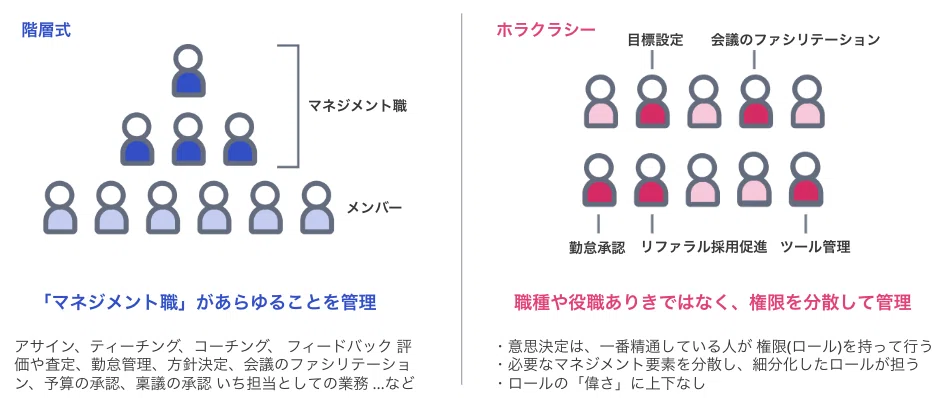 階層式
マネジメント職
メンバー
「マネジメント職」があらゆることを管理
アサイン、ティーチング、コーチング、 フィードバック 評
価や査定、勤怠管理、方針決定、会議のファシリテーショ
ン、予算の承認、稟議の承認 いち担当としての業務 ...など
ホラクラシー
目標設定
会議のファシリテーション
勤怠承認
リファラル採用促進
ツール管理
職種や役職ありきではなく、権限を分散して管理
・意思決定は、一番精通している人が 権限(ロール)を持って行う
・必要なマネジメント要素を分散し、細分化したロールが担う
・ロールの「偉さ」に上下なし